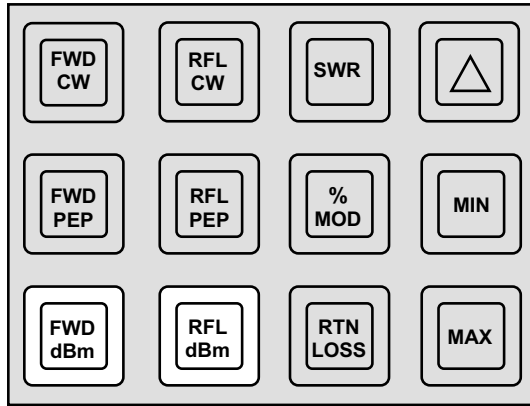 FWD
CW
RFL
CW
SWR
FWD
PEP
RFL
PEP
%
MOD
MIN
FWD
dBm
RFL
dBm
RTN
LOSS
MAX